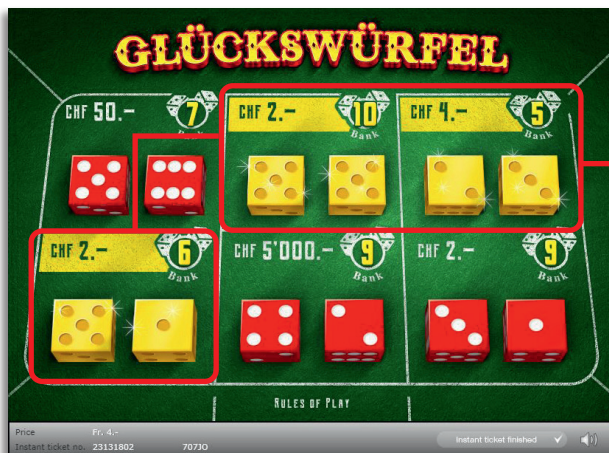 GLÜCKSWÜRFEL
CHF 50.- 7 Bank
CHF 2.- 10 Bank
CHF 4.- 5 Bank
CHF 2.- 6 Bank
CHF 5'000.- 9 Bank
CHF 2.- 9 Bank
RULES OF PLAY
Price Fr. 4.-
Instant ticket no. 23131802 707JO
Instant ticket finished